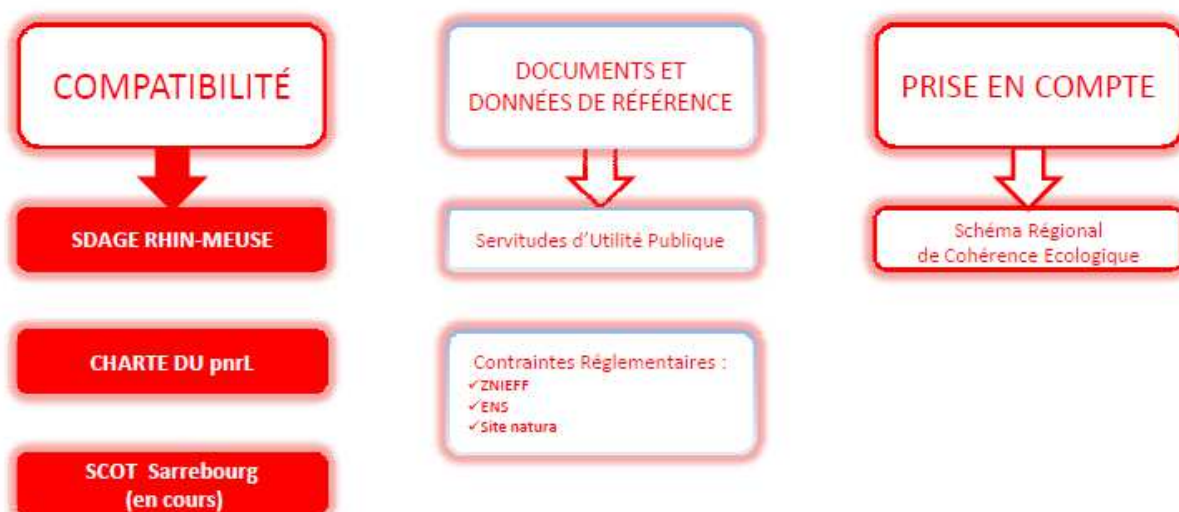 COMPATIBILITÉ
SDAGE RHIN-MEUSE
CHARTE DU pnrL
SCOT Sarrebourg
(en cours)
DOCUMENTS ET
DONNÉES DE RÉFÉRENCE
Servitudes d'Utilité Publique
Contraintes Réglementaires :
✓ZNIEFF
✓ENS
✓Site natura
PRISE EN COMPTE
Schéma Régional
de Cohérence Ecologique